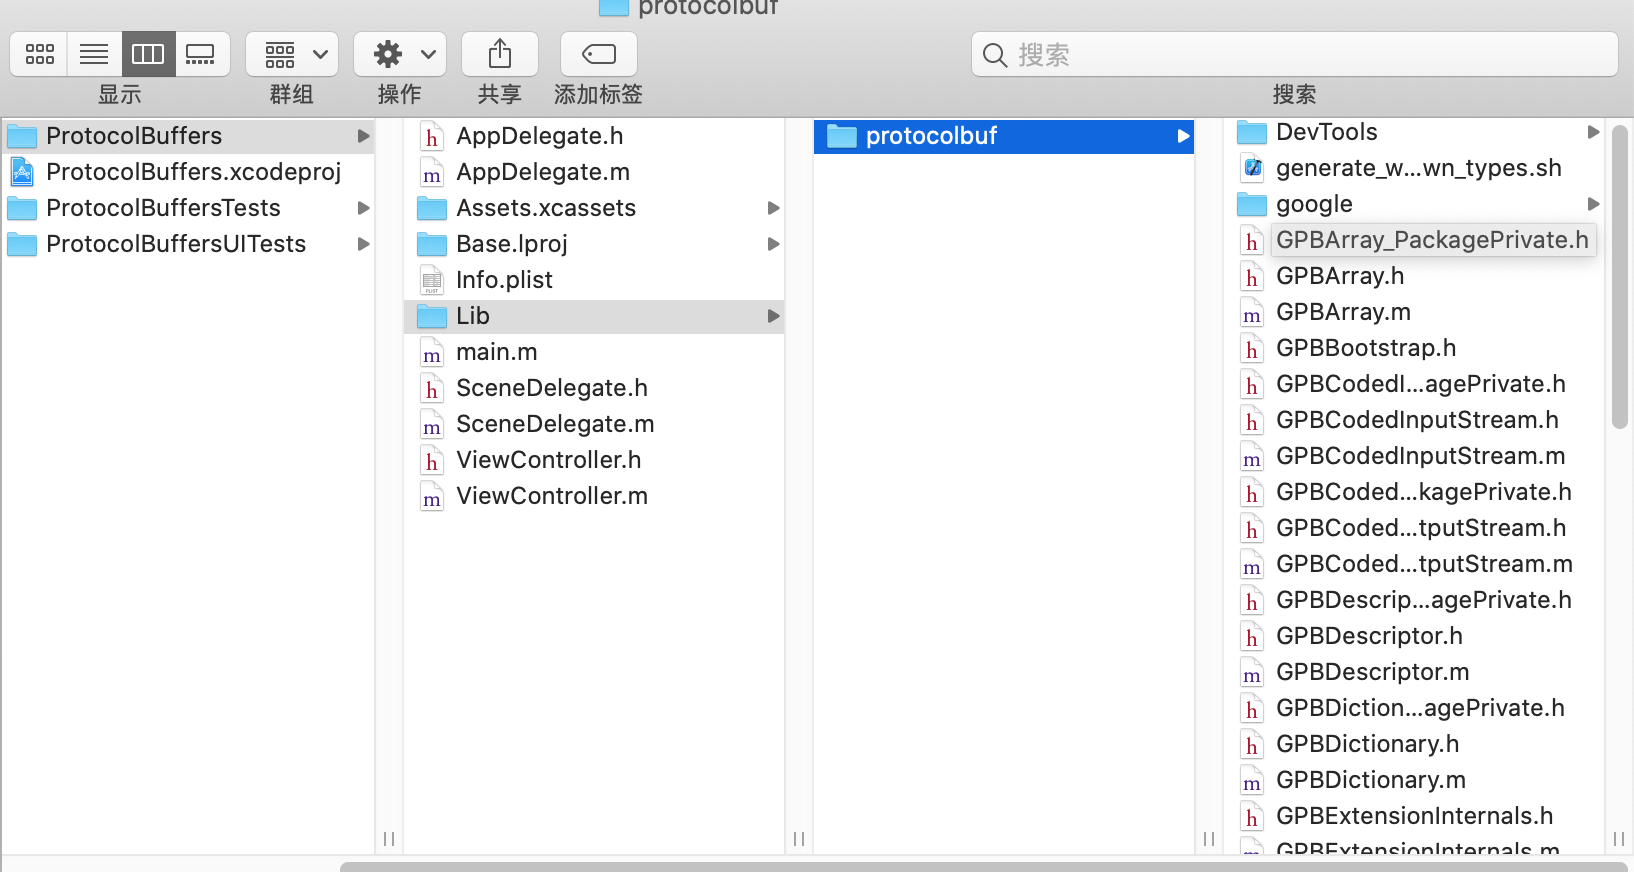 protocolbuf
显示
群组
操作
共享
添加标签
搜索
搜索
ProtocolBuffers
ProtocolBuffers.xcodeproj
ProtocolBuffersTests
ProtocolBuffersUITests
AppDelegate.h
AppDelegate.m
Assets.xcassets
Base.lproj
Info.plist
Lib
main.m
SceneDelegate.h
SceneDelegate.m
ViewController.h
ViewController.m
protocolbuf
DevTools
generate_w...wn_types.sh
google
GPBArray_PackagePrivate.h
GPBArray.h
GPBArray.m
GPBBootstrap.h
GPBCodedI...agePrivate.h
GPBCodedInputStream.h
GPBCodedInputStream.m
GPBCoded...kagePrivate.h
GPBCoded...tputStream.h
GPBCoded...tputStream.m
GPBDescrip...agePrivate.h
GPBDescriptor.h
GPBDescriptor.m
GPBDiction...agePrivate.h
GPBDictionary.h
GPBDictionary.m
GPBExtensionInternals.h
GPBExtensionInternals.m